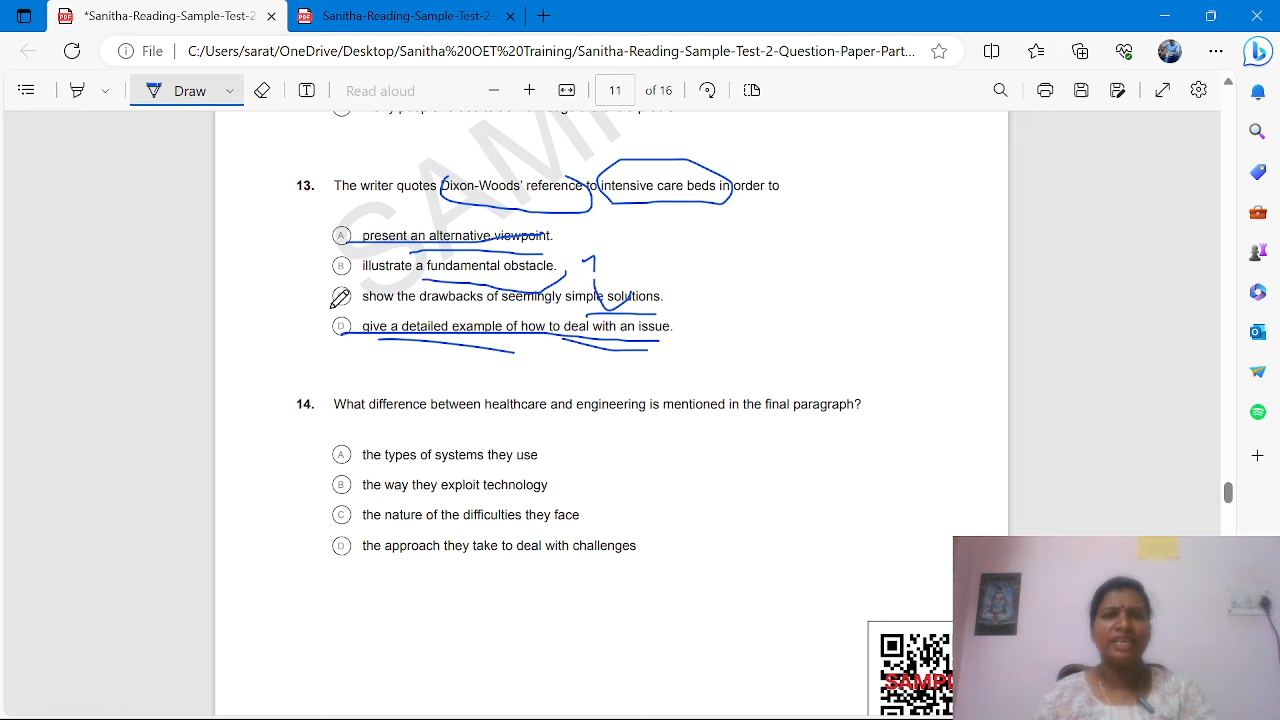 *Sanitha-Reading-Sample-Test-2
Sanitha-Reading-Sample-Test-2-
File
C:/Users/sarat/OneDrive/Desktop/Sanitha%20OET%20Training/Sanitha-Reading-Sample-Test-2-Question-Paper-Part...
Draw
Read aloud
11
of 16
SAM
13. The writer quotes Dixon-Woods' reference to intensive care beds in order to
A present an alternative viewpoint.
B illustrate a fundamental obstacle.
show the drawbacks of seemingly simple solutions.
D give a detailed example of how to deal with an issue.
14. What difference between healthcare and engineering is mentioned in the final paragraph?
A the types of systems they use
B the way they exploit technology
C the nature of the difficulties they face
D the approach they take to deal with challenges
SAMP